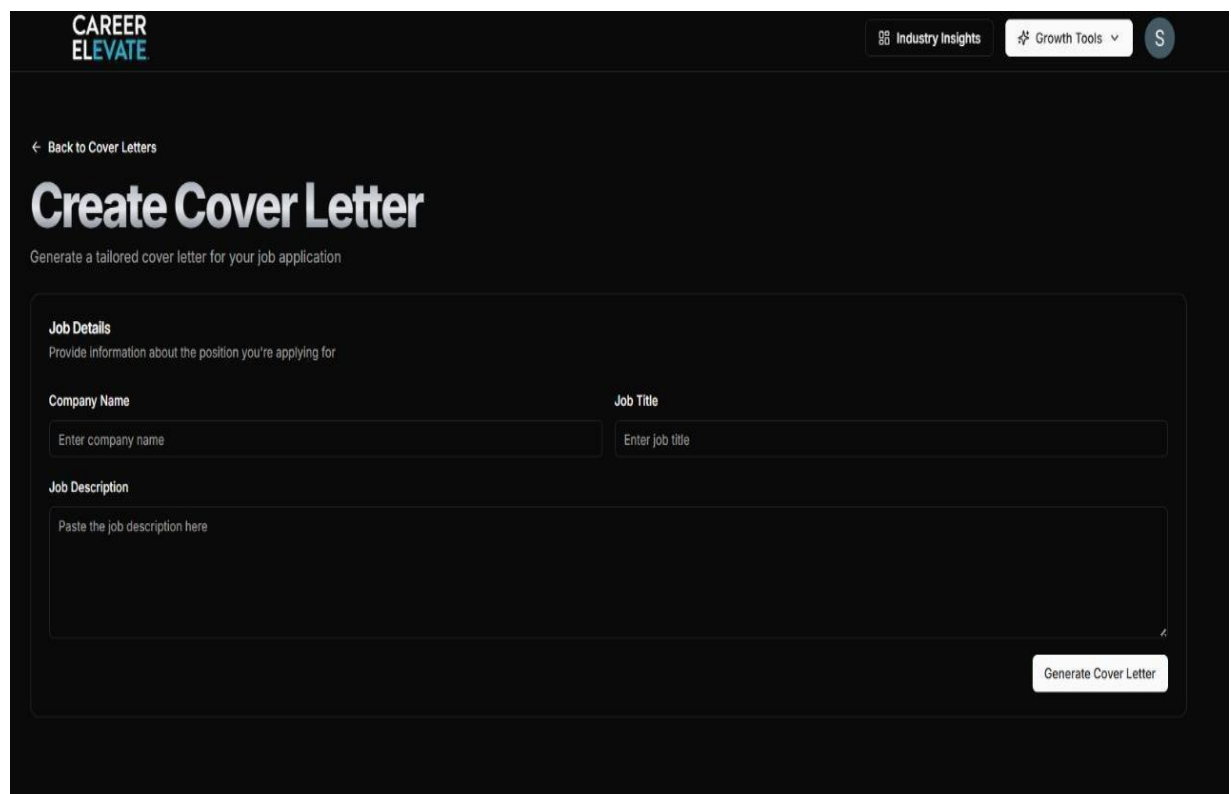 CAREER
ELEVATE.
Industry Insights
Growth Tools
S
Back to Cover Letters
Create Cover Letter
Generate a tailored cover letter for your job application
Job Details
Provide information about the position you're applying for
Company Name
Job Title
Enter company name
Enter job title
Job Description
Paste the job description here
Generate Cover Letter